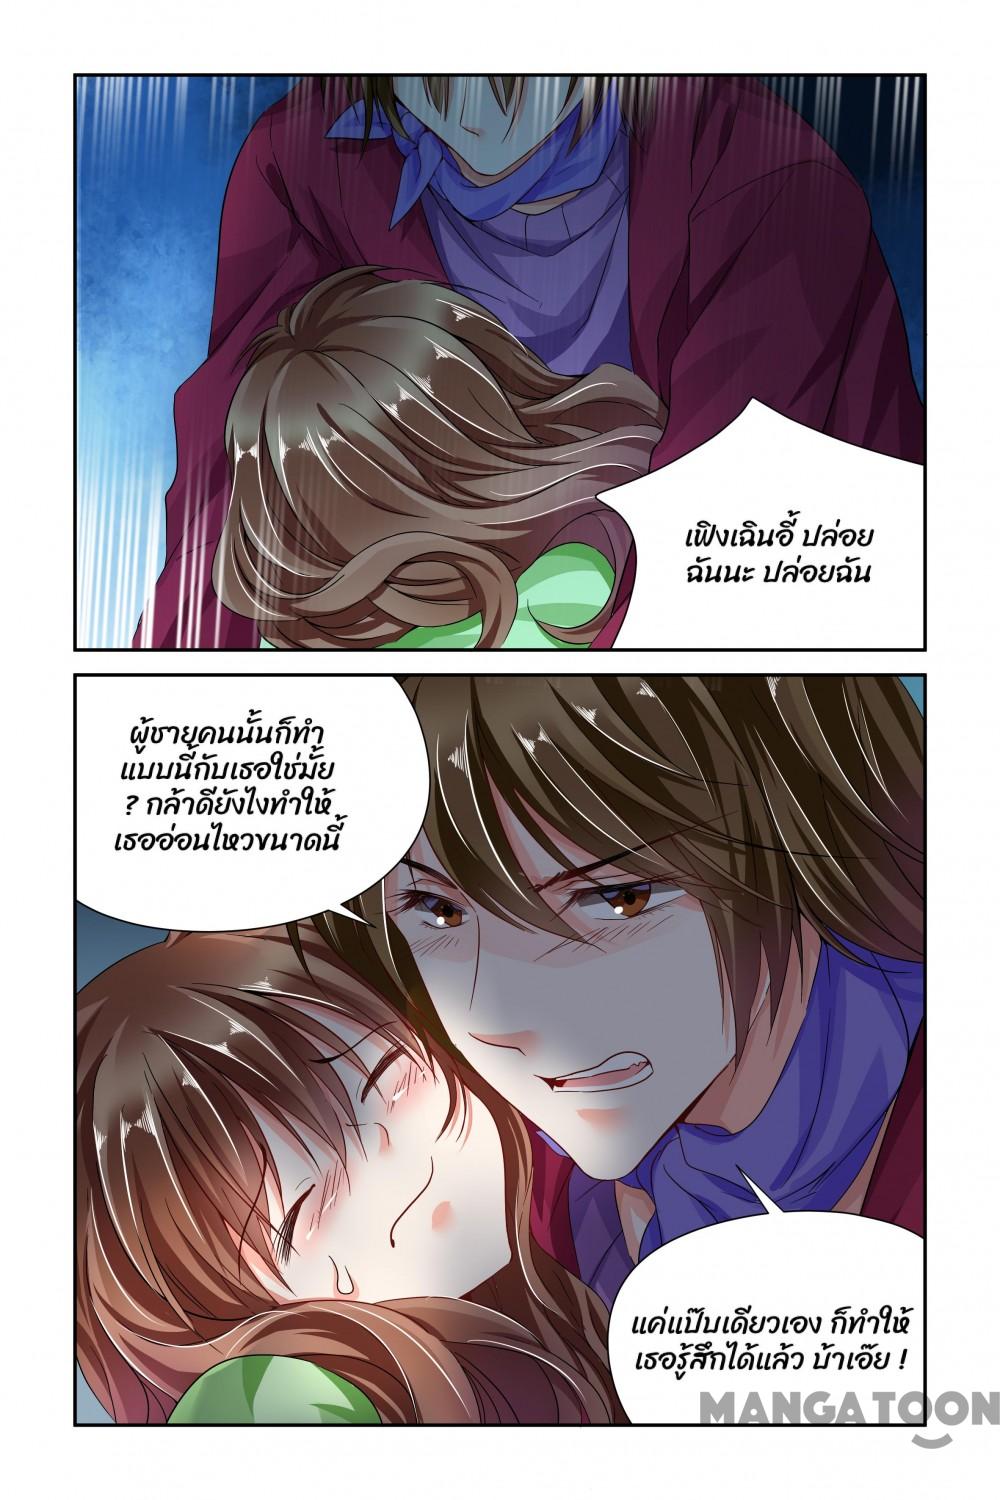 เฟิงเฉินอี้ ปล่อย
ฉันนะ ปล่อยฉัน
ผู้ชายคนนั้นก็ทำ
แบบนี้กับเธอใช่มั้ย
? กล้าดียังไงทำให้
เธออ่อนไหวขนาดนี้
แค่แป๊บเดียวเอง ก็ทำให้
เธอรู้สึกได้แล้ว บ้าเอ๊ย !
MANGATOON